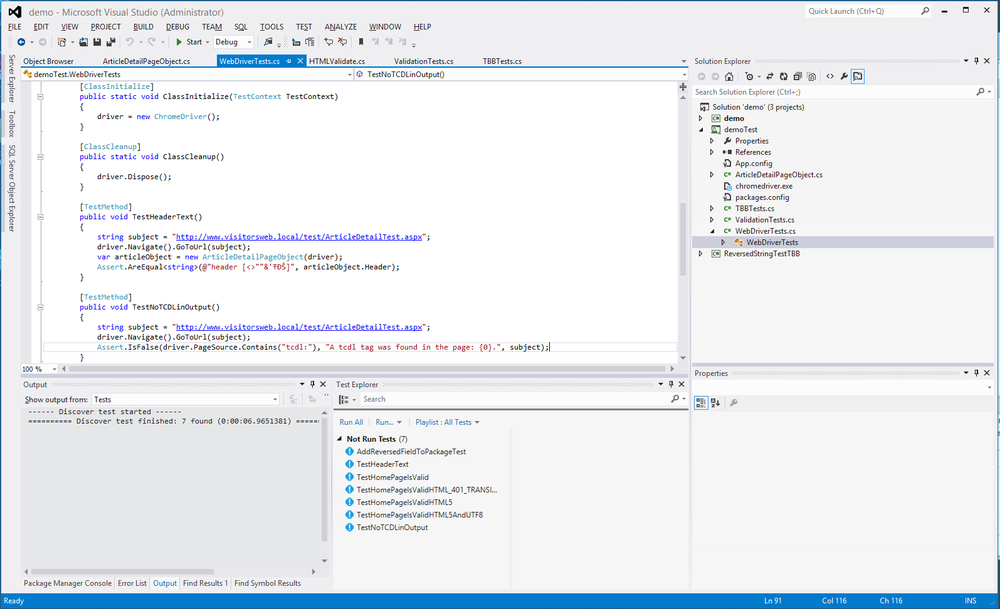 demo - Microsoft Visual Studio (Administrator)
Quick Launch (Ctrl+Q)
FILE EDIT VIEW PROJECT BUILD DEBUG TEAM SQL TOOLS TEST ANALYZE WINDOW HELP
Start Debug
Server Explorer
Toolbox
SQL Server Object Explorer
Object Browser ArticleDetailPageObject.cs WebDriverTests.cs HTMLValidate.cs ValidationTests.cs TBBTests.cs
demoTest.WebDriverTests TestNoTCDLinOutput()
[ClassInitialize]
public static void ClassInitialize(TestContext TestContext)
{
driver = new ChromeDriver();
}
[ClassCleanup]
public static void ClassCleanup()
{
driver.Dispose();
}
[TestMethod]
public void TestHeaderText()
{
string subject = "http://www.visitorsweb.local/test/ArticleDetailTest.aspx";
driver.Navigate().GoToUrl(subject);
var articleObject = new ArticleDetailPageObject(driver);
Assert.AreEqual<string>(@"header [<>""&'ŦĐŜ]", articleObject.Header);
}
[TestMethod]
public void TestNoTCDLinOutput()
{
string subject = "http://www.visitorsweb.local/test/ArticleDetailTest.aspx";
driver.Navigate().GoToUrl(subject);
Assert.IsFalse(driver.PageSource.Contains("tcdl:"), "A tcdl tag was found in the page: {0}.", subject);
}
100 %
Output
Show output from: Tests
------ Discover test started ------
========== Discover test finished: 7 found (0:00:06.9651381) ======
Package Manager Console Error List Output Find Results 1 Find Symbol Results
Test Explorer
Search
Run All Run... Playlist : All Tests
Not Run Tests (7)
AddReversedFieldToPackageTest
TestHeaderText
TestHomePageIsValid
TestHomePageIsValidHTML_401_TRANSI...
TestHomePageIsValidHTML5
TestHomePageIsValidHTML5AndUTF8
TestNoTCDLinOutput
Solution Explorer
Search Solution Explorer (Ctrl+;)
Solution 'demo' (3 projects)
C# demo
demoTest
Properties
References
App.config
C# ArticleDetailPageObject.cs
chromedriver.exe
packages.config
C# TBBTests.cs
C# ValidationTests.cs
C# WebDriverTests.cs
WebDriverTests
C# ReversedStringTestTBB
Properties
Ready Ln 91 Col 116 Ch 116 INS